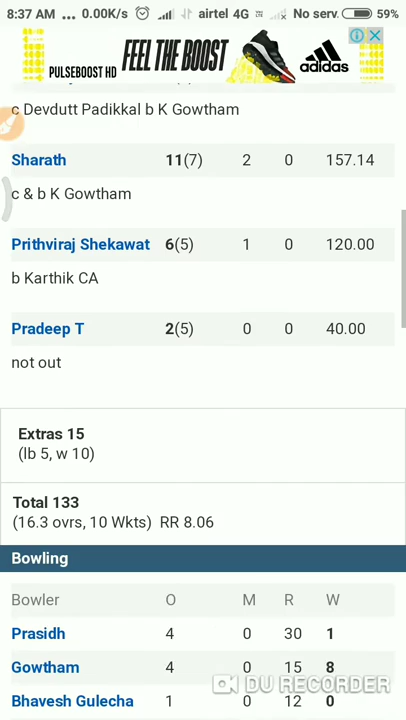 8:37 AM ... 0.00K/s airtel 4G No serv. 59%
FEEL THE BOOST
PULSEBOOST HD
adidas
c Devdutt Padikkal b K Gowtham
Sharath 11(7) 2 0 157.14
c & b K Gowtham
Prithviraj Shekawat 6(5) 1 0 120.00
b Karthik CA
Pradeep T 2(5) 0 0 40.00
not out
Extras 15
(lb 5, w 10)
Total 133
(16.3 ovrs, 10 Wkts) RR 8.06
Bowling
Bowler O M R W
Prasidh 4 0 30 1
Gowtham 4 0 15 8
DU RECORDER
Bhavesh Gulecha 1 0 12 0